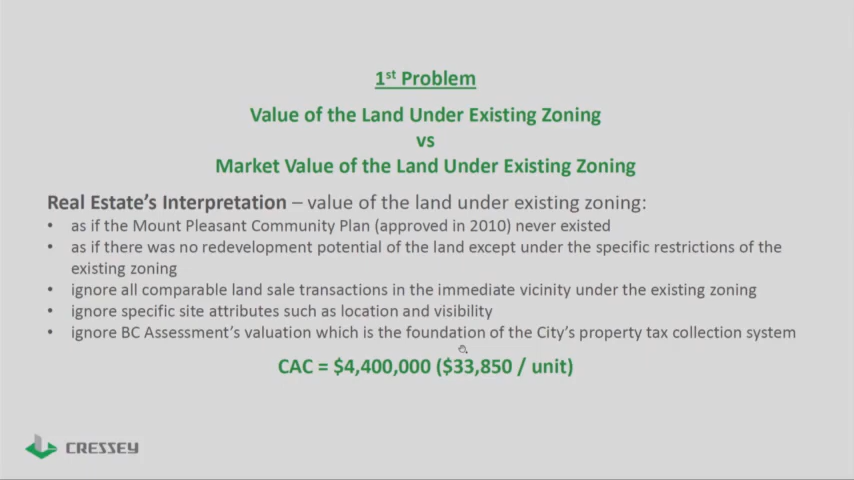 1st Problem
Value of the Land Under Existing Zoning
vs
Market Value of the Land Under Existing Zoning
Real Estate's Interpretation – value of the land under existing zoning:
• as if the Mount Pleasant Community Plan (approved in 2010) never existed
• as if there was no redevelopment potential of the land except under the specific restrictions of the
existing zoning
• ignore all comparable land sale transactions in the immediate vicinity under the existing zoning
• ignore specific site attributes such as location and visibility
• ignore BC Assessment's valuation which is the foundation of the City's property tax collection system
CAC = $4,400,000 ($33,850 / unit)
CRESSEY